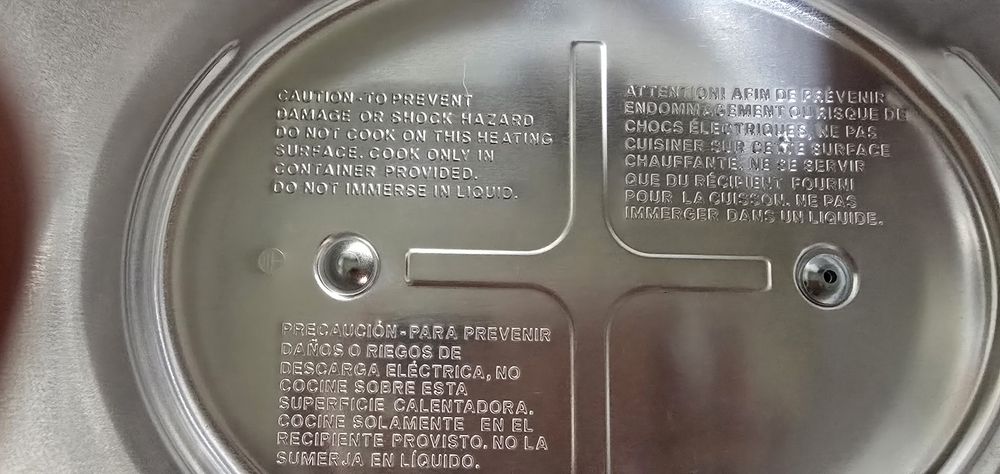 CAUTION-TO PREVENT
DAMAGE OR SHOCK HAZARD
DO NOT COOK ON THIS HEATING
SURFACE. COOK ONLY IN
CONTAINER PROVIDED.
DO NOT IMMERSE IN LIQUID.
ATTENTION! AFIN DE PRÉVENIR
ENDOMMAGEMENT OU RISQUE DE
CHOCS ÉLECTRIQUES, NE PAS
CUISINER SUR CETTE SURFACE
CHAUFFANTE. NE SE SERVIR
QUE DU RÉCIPIENT FOURNI
POUR LA CUISSON. NE PAS
IMMERGER DANS UN LIQUIDE.
PRECAUCIÓN-PARA PREVENIR
DAÑOS O RIEGOS DE
DESCARGA ELÉCTRICA, NO
COCINE SOBRE ESTA
SUPERFICIE CALENTADORA.
COCINE SOLAMENTE EN EL
RECIPIENTE PROVISTO. NO LA
SUMERJA EN LÍQUIDO.